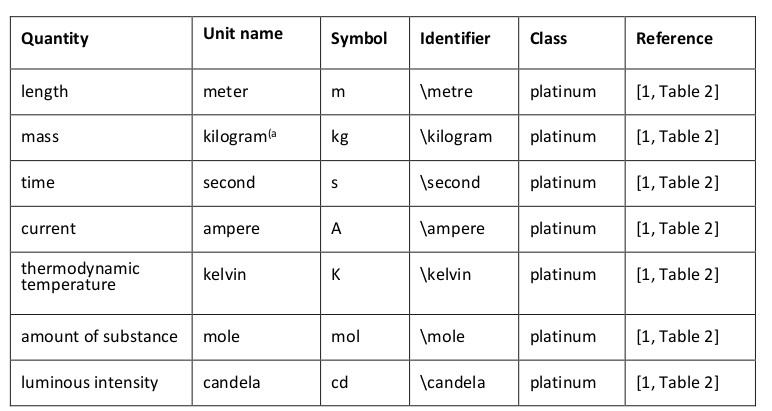 Quantity Unit name Symbol Identifier Class Reference
length meter m \metre platinum [1, Table 2]
mass kilogram(a kg \kilogram platinum [1, Table 2]
time second s \second platinum [1, Table 2]
current ampere A \ampere platinum [1, Table 2]
thermodynamic
temperature kelvin K \kelvin platinum [1, Table 2]
amount of substance mole mol \mole platinum [1, Table 2]
luminous intensity candela cd \candela platinum [1, Table 2]